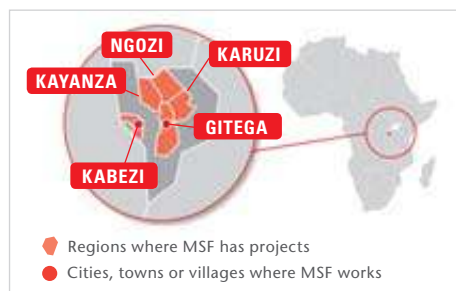 NGOZI
KARUZI
KAYANZA
GITEGA
KABEZI
Regions where MSF has projects
Cities, towns or villages where MSF works